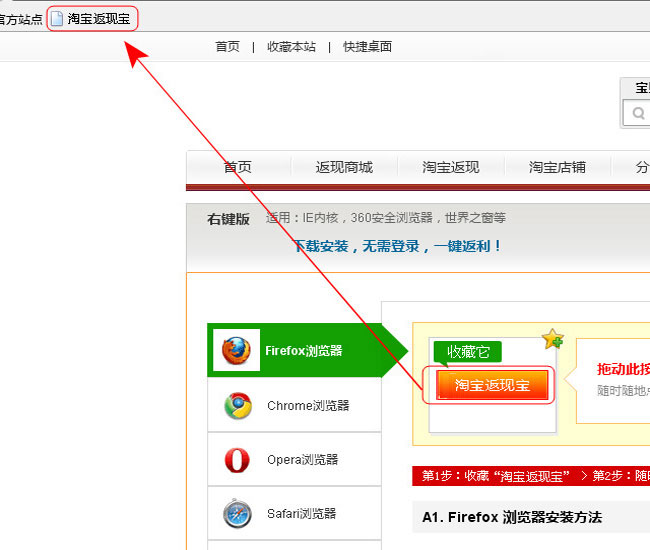 官方站点 淘宝返现宝
首页 | 收藏本站 | 快捷桌面
首页 返现商城 淘宝返现 淘宝店铺
右键版 适用：IE内核，360安全浏览器，世界之窗等
下载安装，无需登录，一键返利！
Firefox浏览器
Chrome浏览器
Opera浏览器
Safari浏览器
收藏它
淘宝返现宝
拖动此按
随时随地
第1步：收藏“淘宝返现宝” > 第2步：随
A1. Firefox 浏览器安装方法